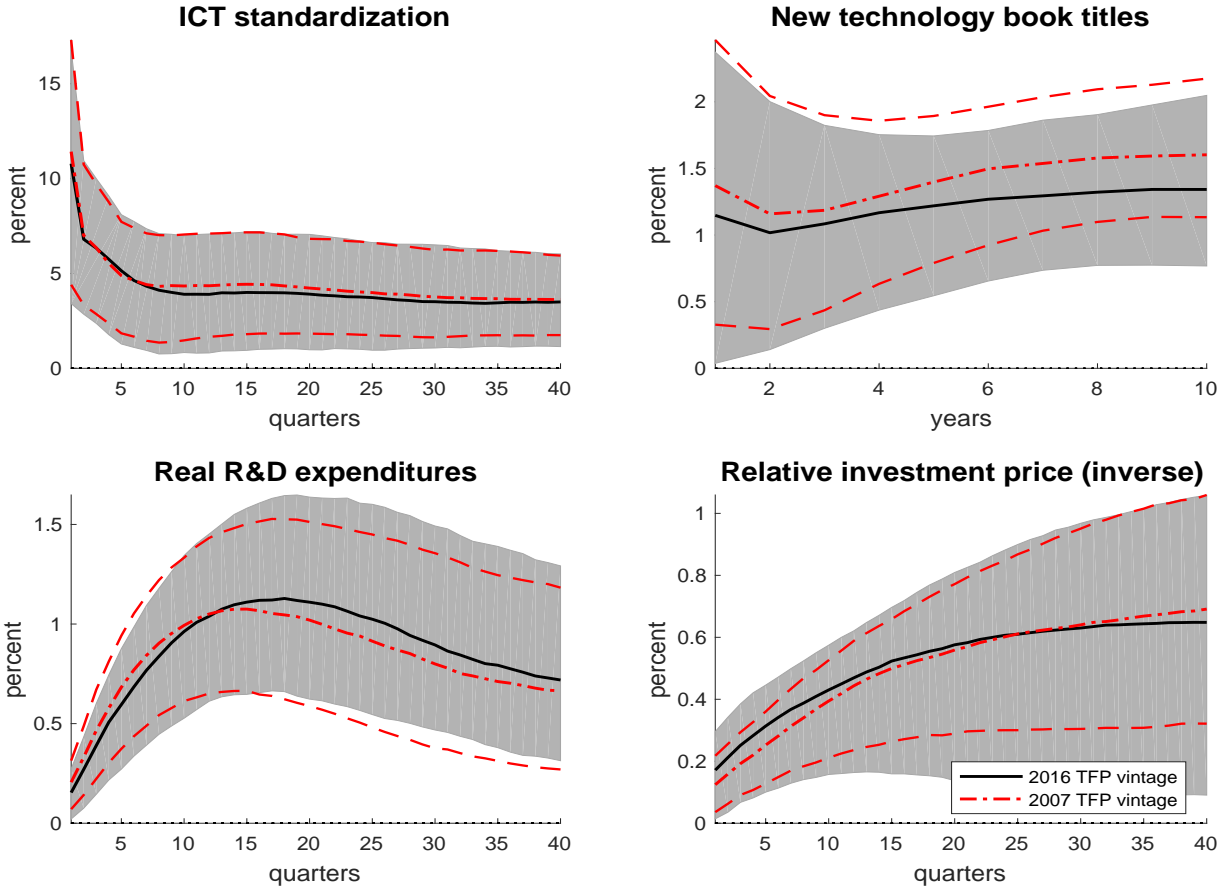 ICT standardization
percent
15
10
5
0
5 10 15 20 25 30 35 40
quarters
New technology book titles
percent
2
1.5
1
0.5
0
2 4 6 8 10
years
Real R&D expenditures
percent
1.5
1
0.5
0
5 10 15 20 25 30 35 40
quarters
Relative investment price (inverse)
percent
1
0.8
0.6
0.4
0.2
0
5 10 15 20 25 30 35 40
quarters
2016 TFP vintage
2007 TFP vintage